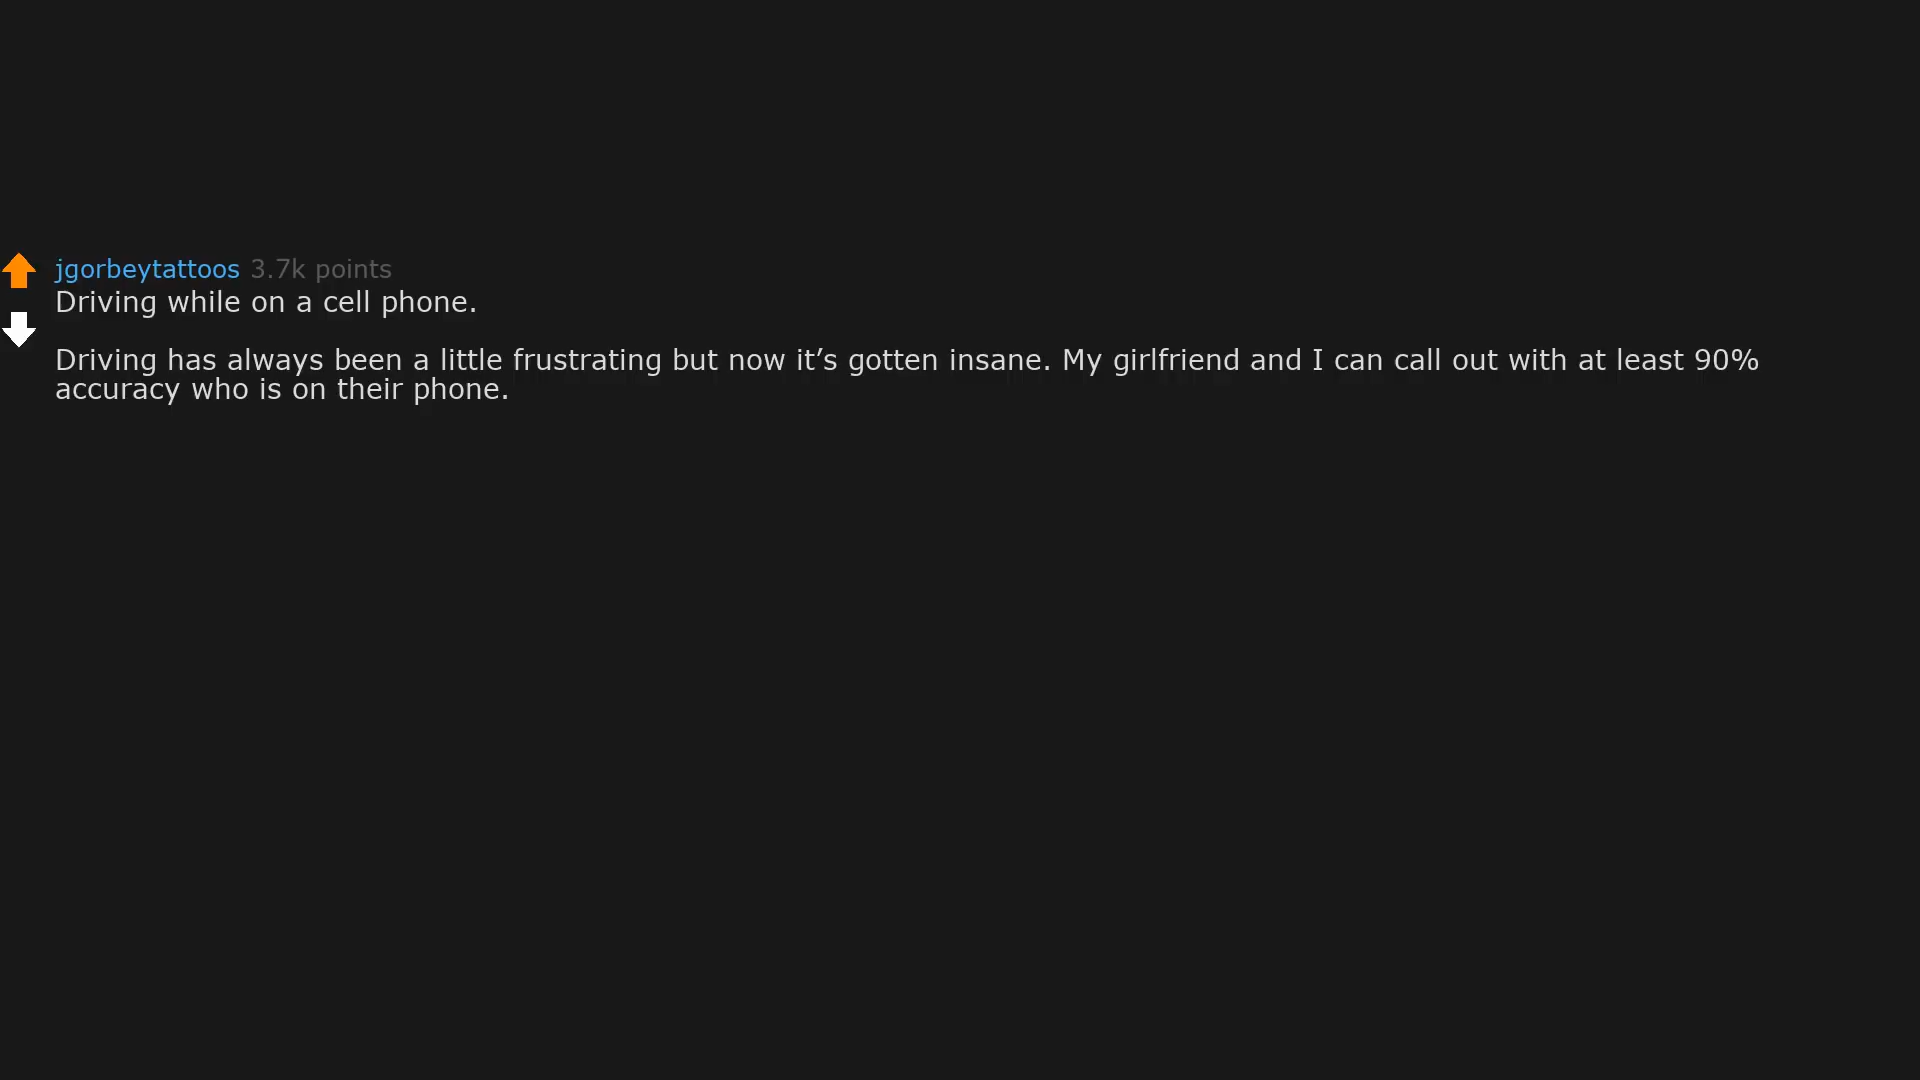 jgorbeytattoos 3.7k points
Driving while on a cell phone.
Driving has always been a little frustrating but now it’s gotten insane. My girlfriend and I can call out with at least 90%
accuracy who is on their phone.